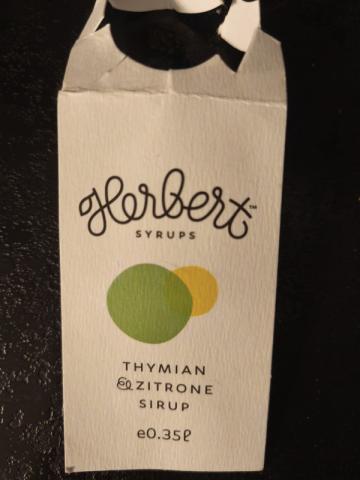 Herbert™
SYRUPS
THYMIAN
& ZITRONE
SIRUP
e0.35ℓ